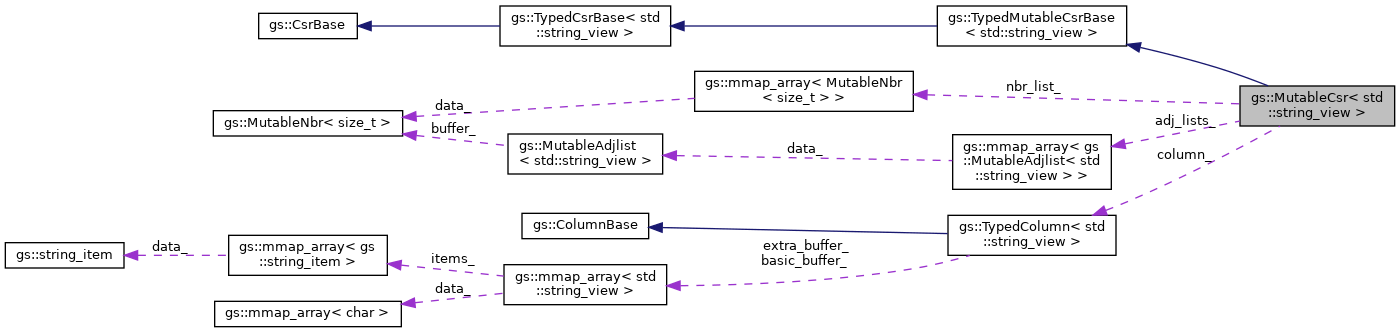 gs::CsrBase
gs::TypedCsrBase< std
::string_view >
gs::TypedMutableCsrBase
< std::string_view >
gs::mmap_array< MutableNbr
< size_t > >
nbr_list_
gs::MutableCsr< std
::string_view >
data_
gs::MutableNbr< size_t >
buffer_
gs::MutableAdjlist
< std::string_view >
data_
gs::mmap_array< gs
::MutableAdjlist< std
::string_view > >
adj_lists_
column_
gs::ColumnBase
gs::TypedColumn< std
::string_view >
gs::string_item
data_
gs::mmap_array< gs
::string_item >
items_
data_
gs::mmap_array< std
::string_view >
extra_buffer_
basic_buffer_
gs::mmap_array< char >